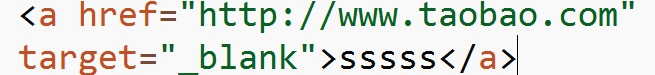 <a href="http://www.taobao.com"
target="_blank">sssss</a>